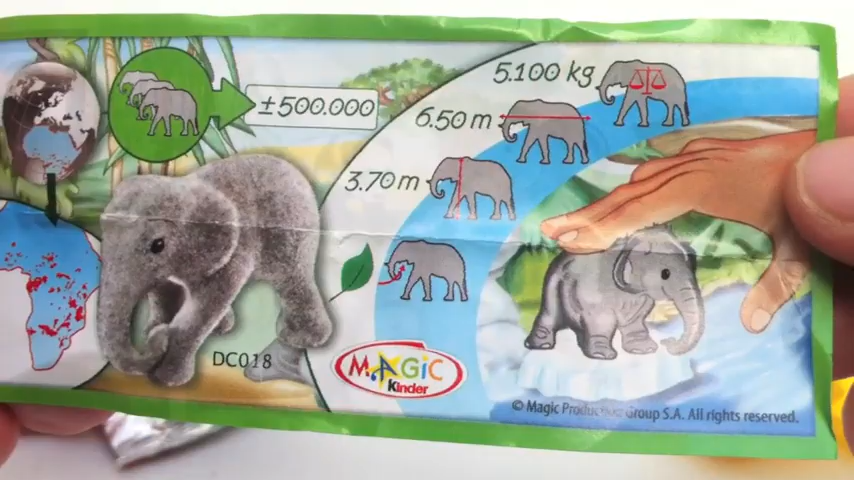 ±500.000
5.100 kg
6.50 m
3.70 m
DC018
MAGiC
Kinder
© Magic Production Group S.A. All rights reserved.